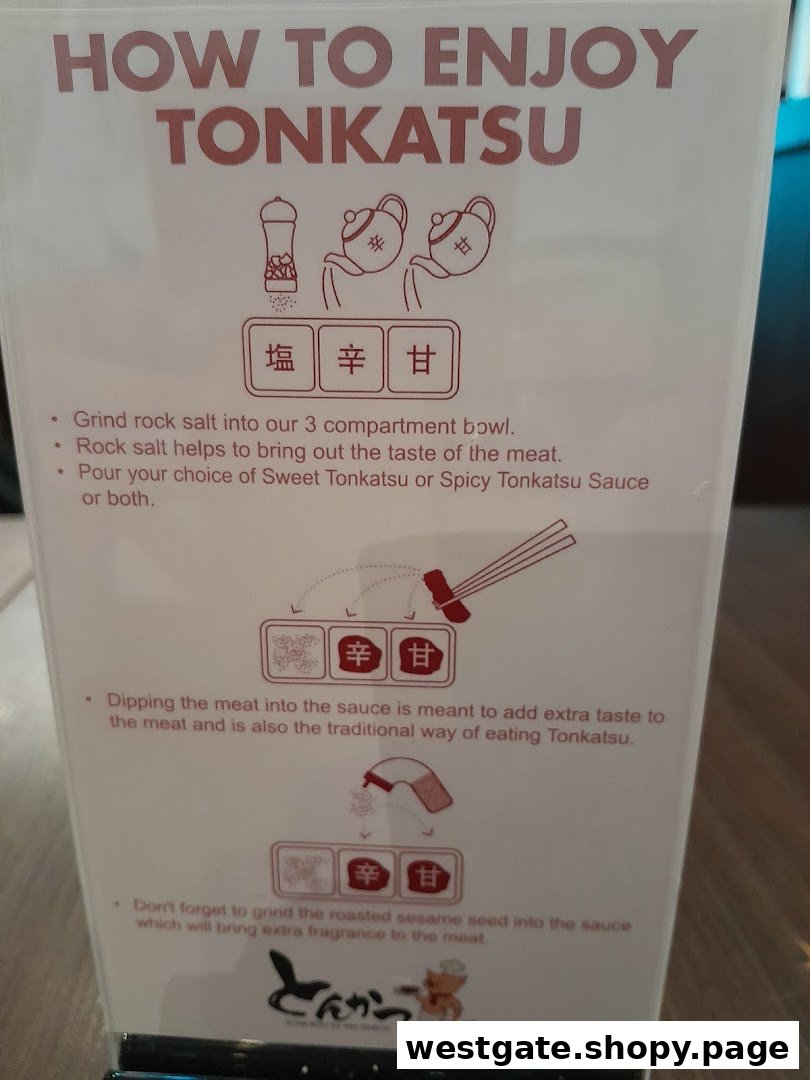 HOW TO ENJOY
TONKATSU
辛 甘
塩 辛 甘
• Grind rock salt into our 3 compartment bowl.
• Rock salt helps to bring out the taste of the meat.
• Pour your choice of Sweet Tonkatsu or Spicy Tonkatsu Sauce
or both.
辛 甘
• Dipping the meat into the sauce is meant to add extra taste to
the meat and is also the traditional way of eating Tonkatsu.
辛 甘
• Don't forget to grind the roasted sesame seed into the sauce
which will bring extra fragrance to the meat.
とんかつ
westgate.shopy.page